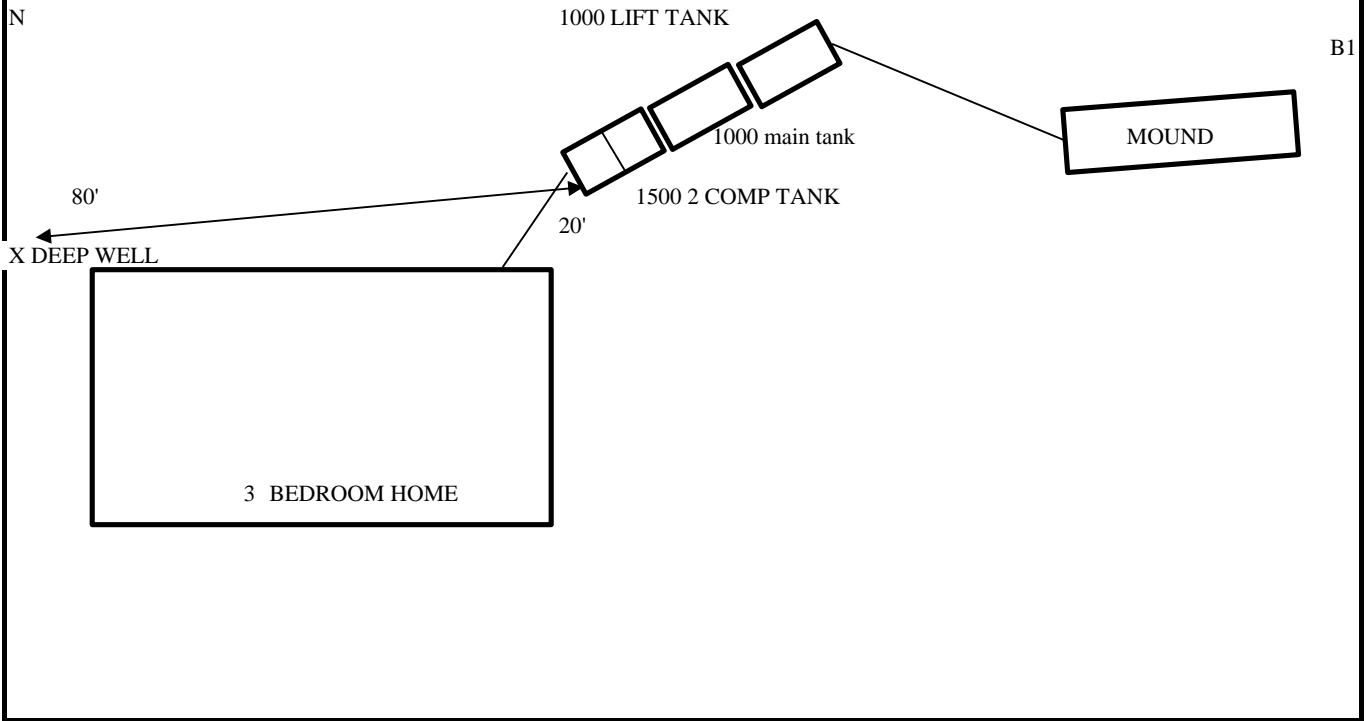 N
1000 LIFT TANK
B1
MOUND
1000 main tank
80'
1500 2 COMP TANK
20'
X DEEP WELL
3 BEDROOM HOME